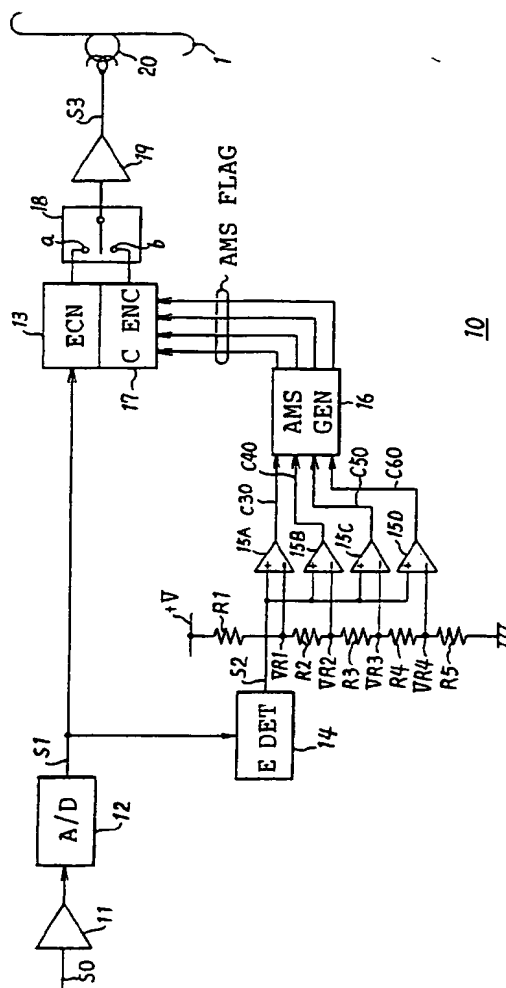 S0
11
A/D
12
S1
E DET
14
S2
+V
R1
VR1
R2
VR2
R3
VR3
R4
VR4
R5
15A
15B
15C
15D
C30
C40
C50
C60
AMS
GEN
16
AMS FLAG
13
ECN
17
C ENC
18
a
b
19
S3
20
1
10